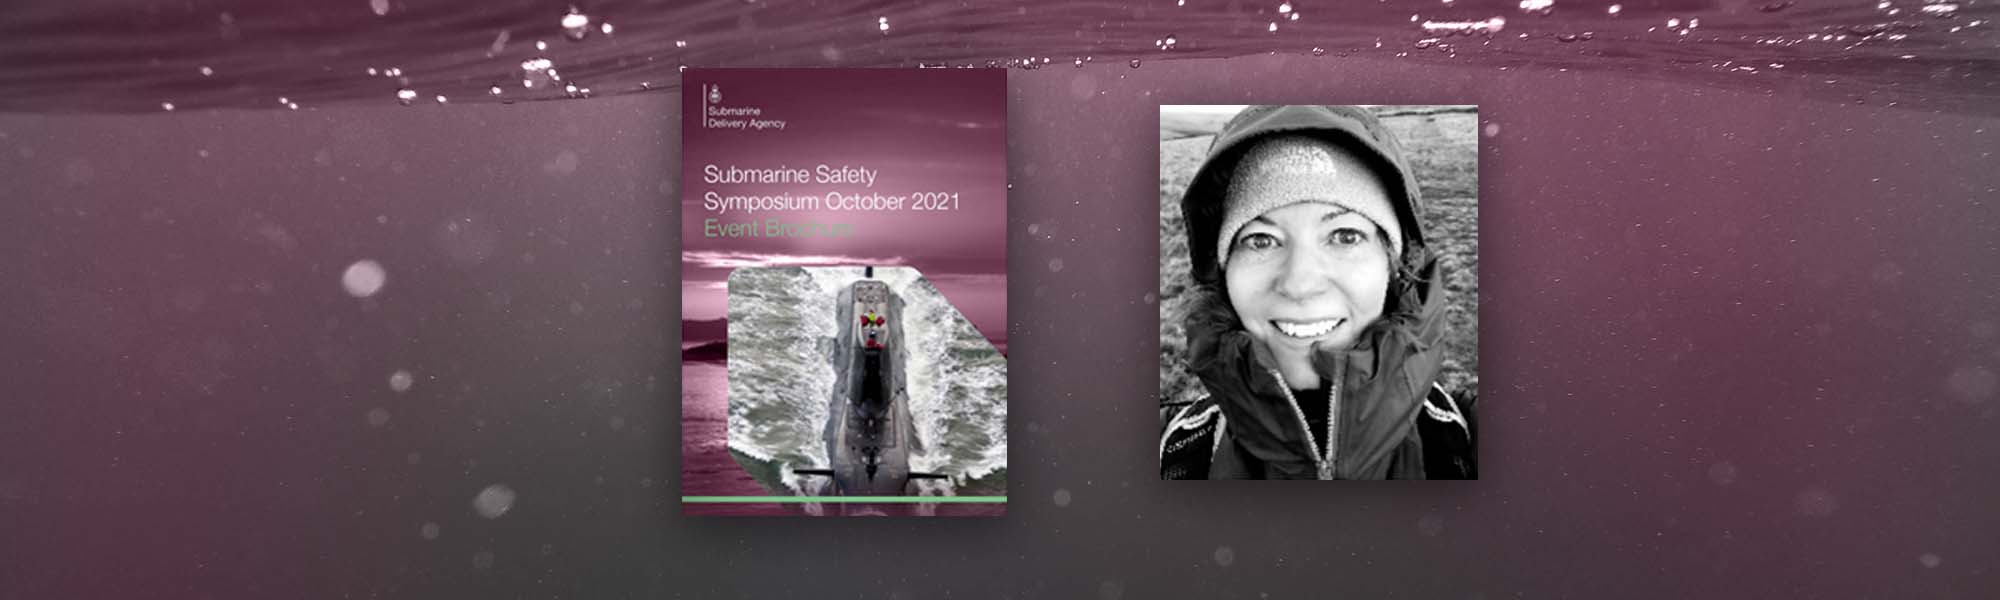 Submarine
Delivery Agency
Submarine Safety
Symposium October 2021
Event Brochure